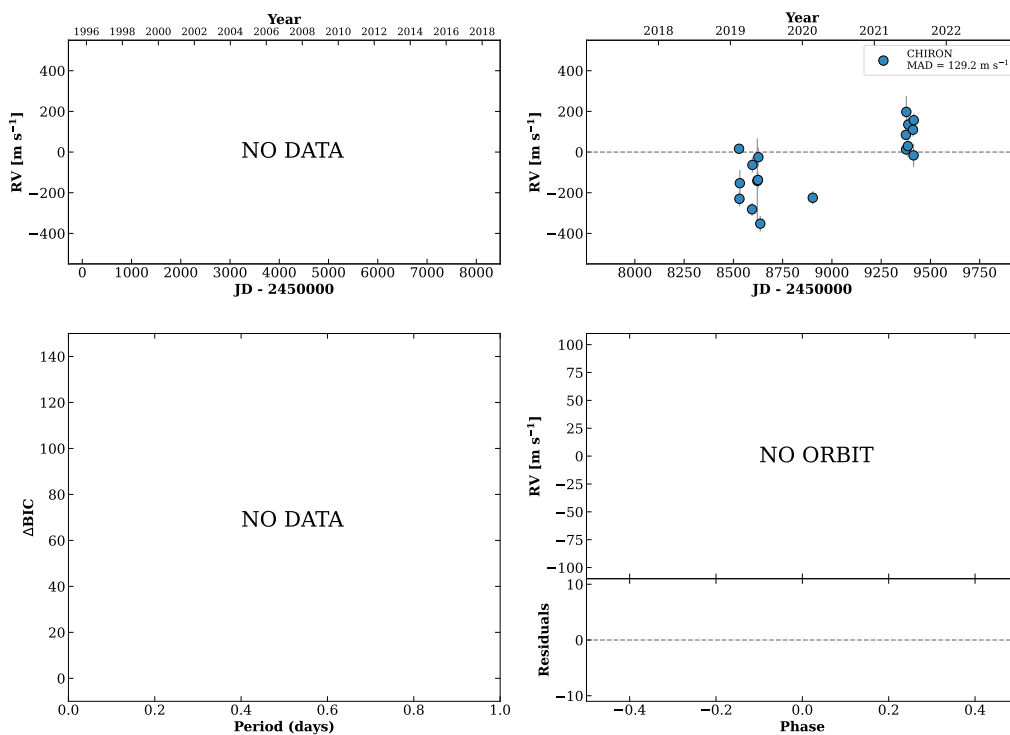 Year
1996 1998 2000 2002 2004 2006 2008 2010 2012 2014 2016 2018
RV [m s⁻¹]
400
200
0
−200
−400
NO DATA
0 1000 2000 3000 4000 5000 6000 7000 8000
JD - 2450000
Year
2018 2019 2020 2021 2022
RV [m s⁻¹]
400
200
0
−200
−400
CHIRON
MAD = 129.2 m s⁻¹
8000 8250 8500 8750 9000 9250 9500 9750
JD - 2450000
ΔBIC
140
120
100
80
60
40
20
0
NO DATA
0.0 0.2 0.4 0.6 0.8 1.0
Period (days)
RV [m s⁻¹]
100
75
50
25
0
−25
−50
−75
−100
NO ORBIT
Residuals
10
0
−10
−0.4 −0.2 0.0 0.2 0.4
Phase